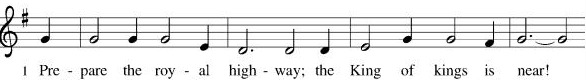 1 Pre - pare the roy - al high - way; the King of kings is near!